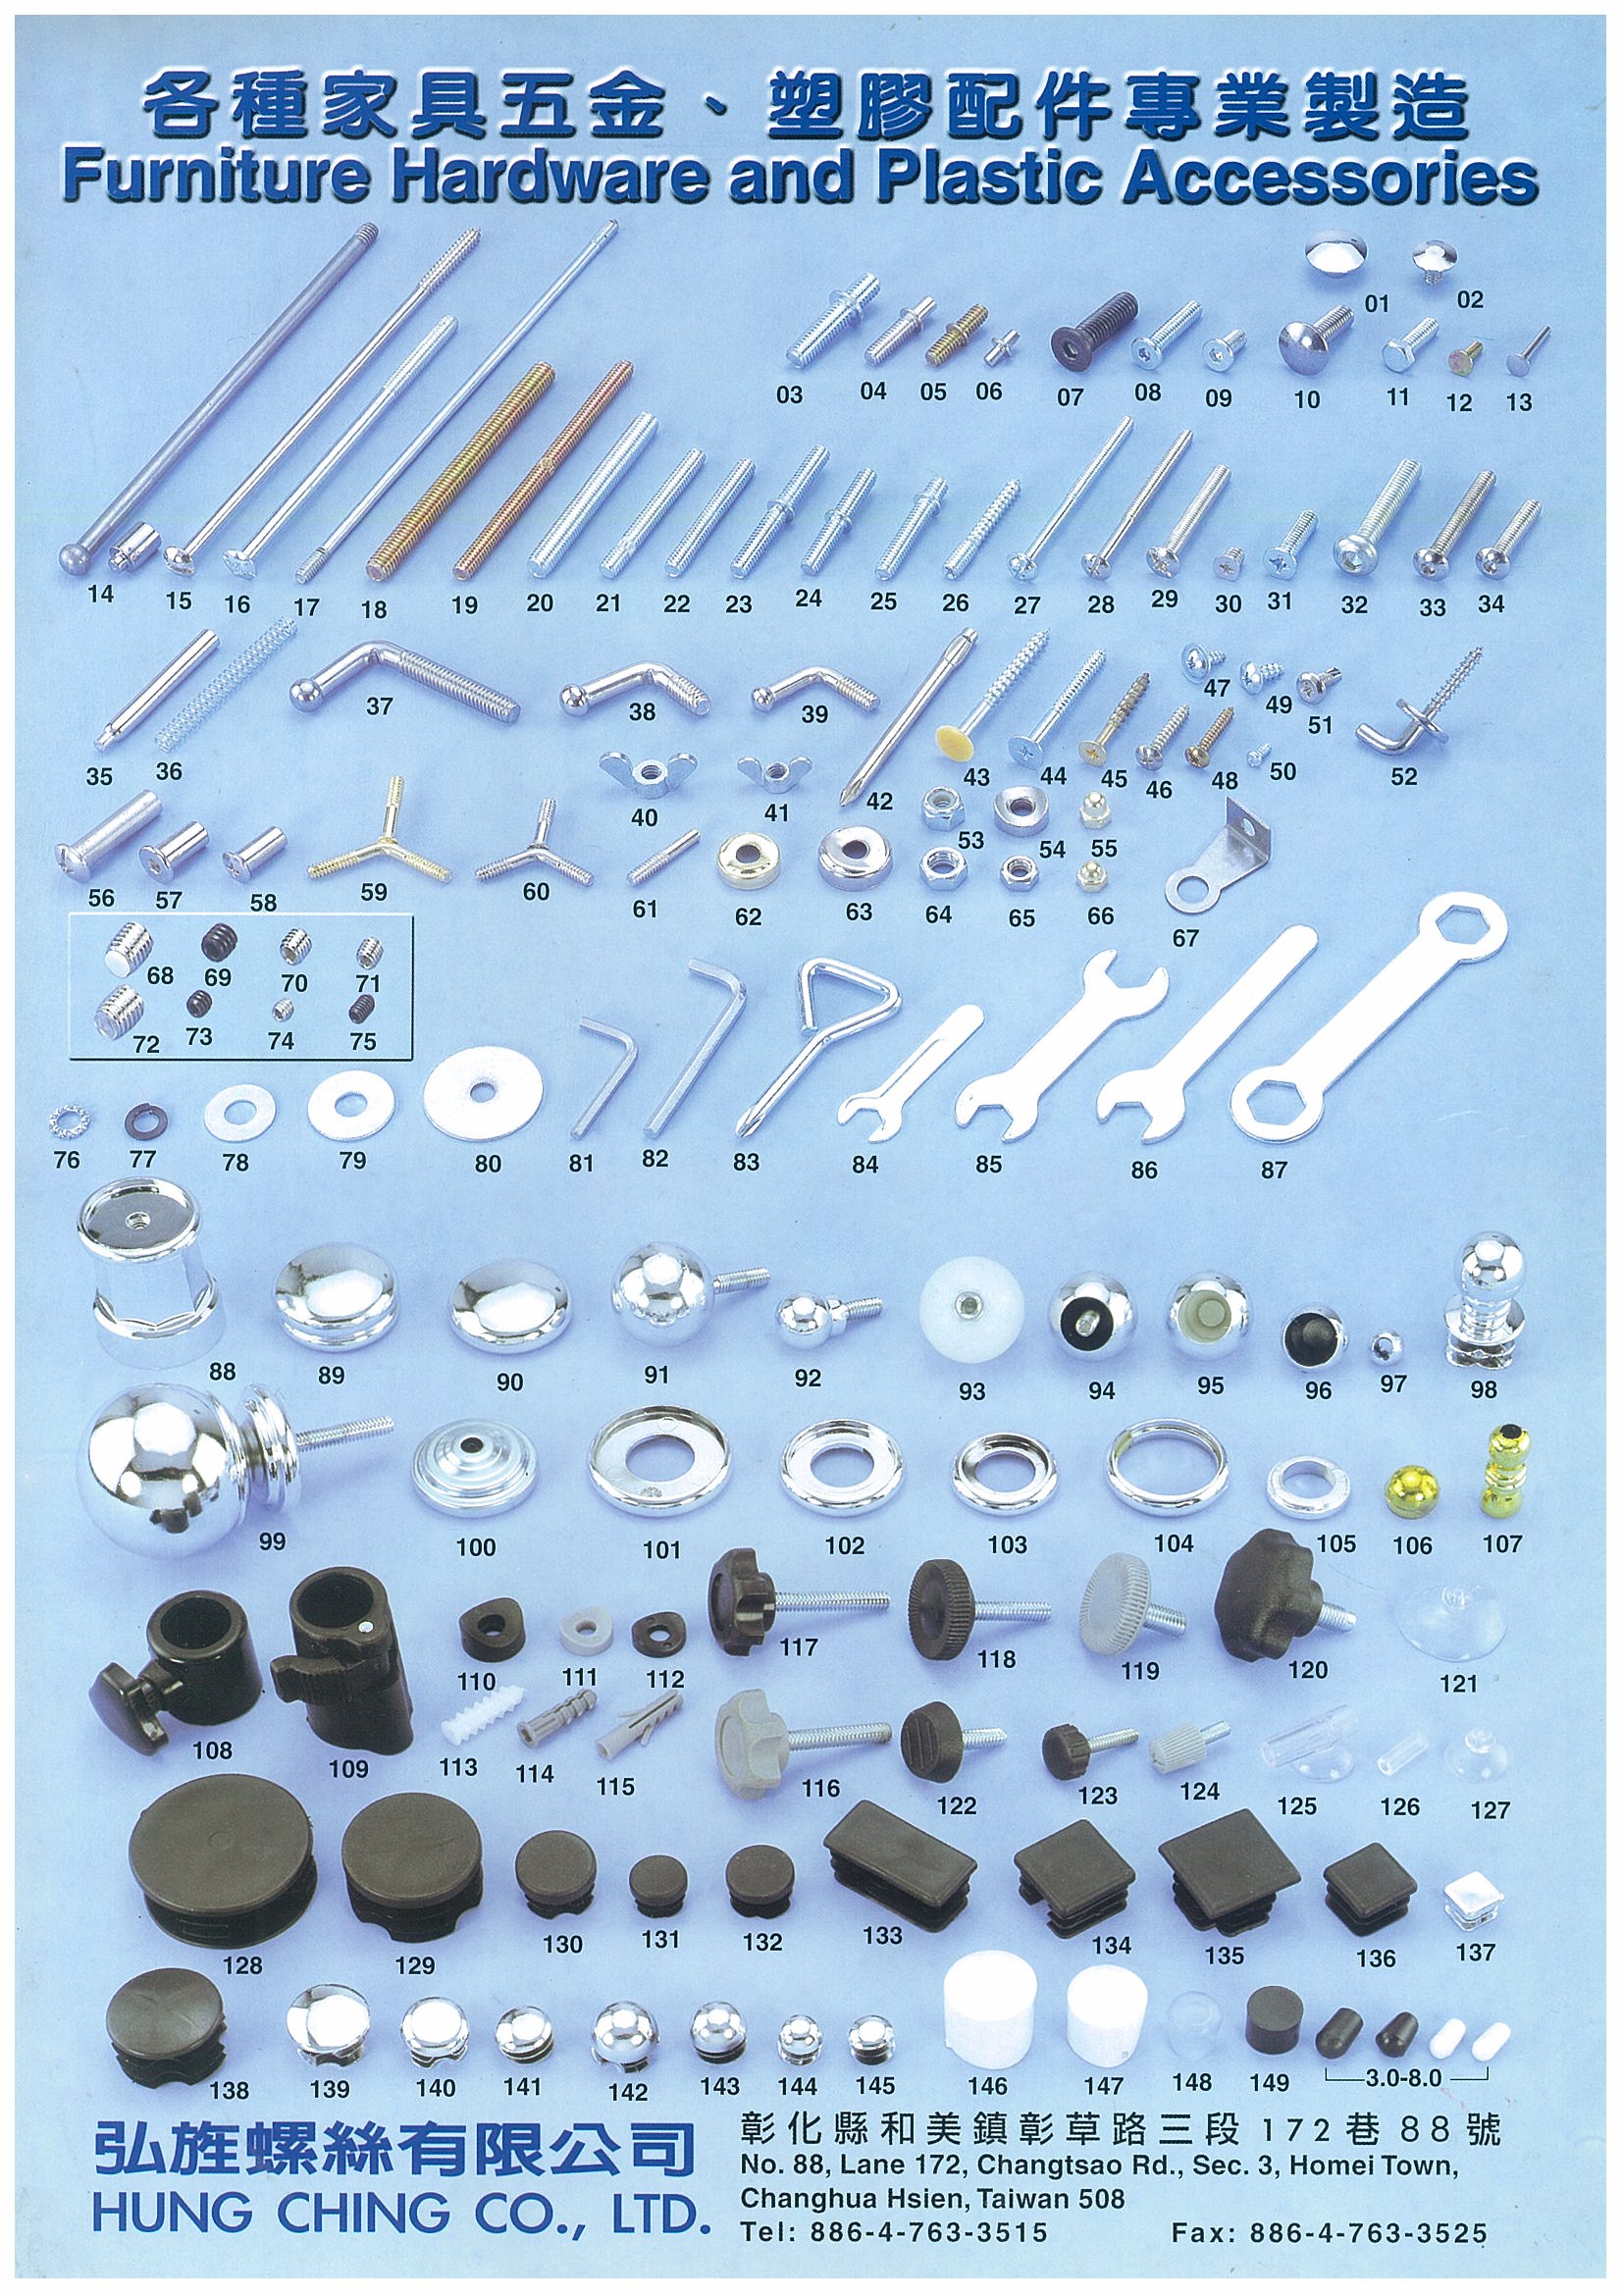 各種家具五金、塑膠配件專業製造
Furniture Hardware and Plastic Accessories
01 02
03 04 05 06 07 08 09 10 11 12 13
14 15 16 17 18 19 20 21 22 23 24 25 26 27 28 29 30 31 32 33 34
35 36 37 38 39 40 41 42 43 44 45 46 47 48 49 50 51 52
53 54 55
56 57 58 59 60 61 62 63 64 65 66 67
68 69 70 71
72 73 74 75
76 77 78 79 80 81 82 83 84 85 86 87
88 89 90 91 92 93 94 95 96 97 98
99 100 101 102 103 104 105 106 107
108 109 110 111 112 117 118 119 120 121
113 114 115 116 122 123 124 125 126 127
128 129 130 131 132 133 134 135 136 137
138 139 140 141 142 143 144 145 146 147 148 149 3.0-8.0
弘旌螺絲有限公司
HUNG CHING CO., LTD.
彰化縣和美鎮彰草路三段172巷88號
No. 88, Lane 172, Changtsao Rd., Sec. 3, Homei Town,
Changhua Hsien, Taiwan 508
Tel: 886-4-763-3515 Fax: 886-4-763-3525